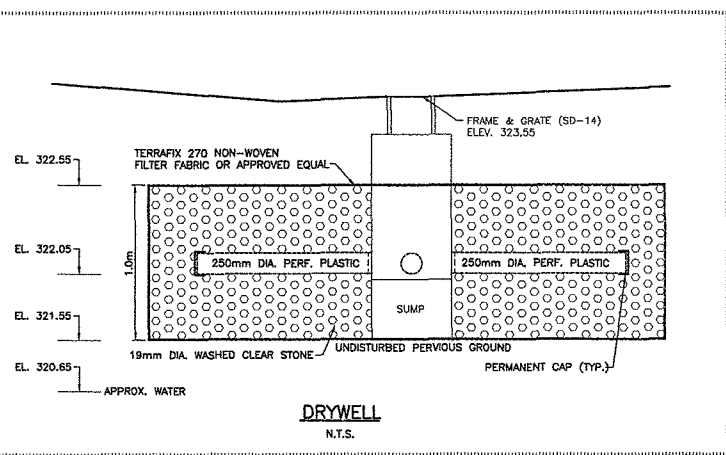 FRAME & GRATE (SD-14)
ELEV. 323.55
TERRAFIX 270 NON-WOVEN
FILTER FABRIC OR APPROVED EQUAL
EL. 322.55
1.0m
EL. 322.05
250mm DIA. PERF. PLASTIC
250mm DIA. PERF. PLASTIC
SUMP
EL. 321.55
19mm DIA. WASHED CLEAR STONE
UNDISTURBED PERVIOUS GROUND
PERMANENT CAP (TYP.)
EL. 320.65
APPROX. WATER
DRYWELL
N.T.S.